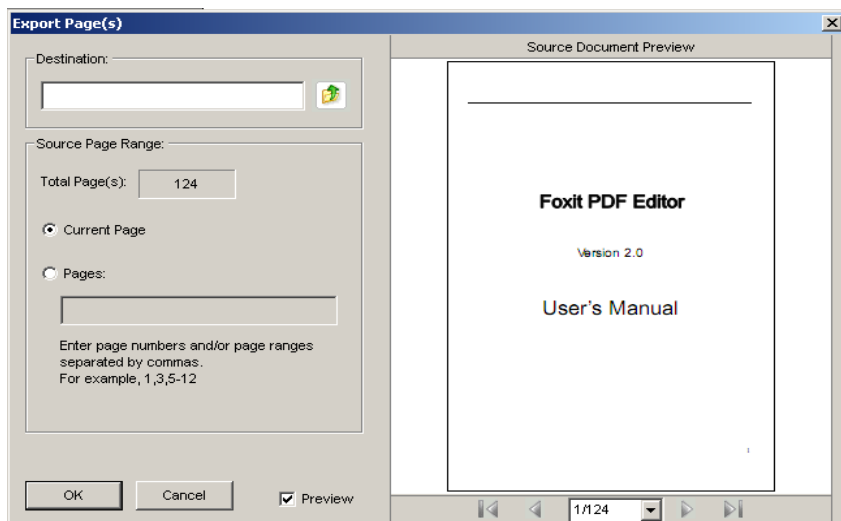 Export Page(s)
Destination:
Source Page Range:
Total Page(s): 124
Current Page
Pages:
Enter page numbers and/or page ranges
separated by commas.
For example, 1,3,5-12
OK Cancel Preview
Source Document Preview
Foxit PDF Editor
Version 2.0
User's Manual
1
1/124